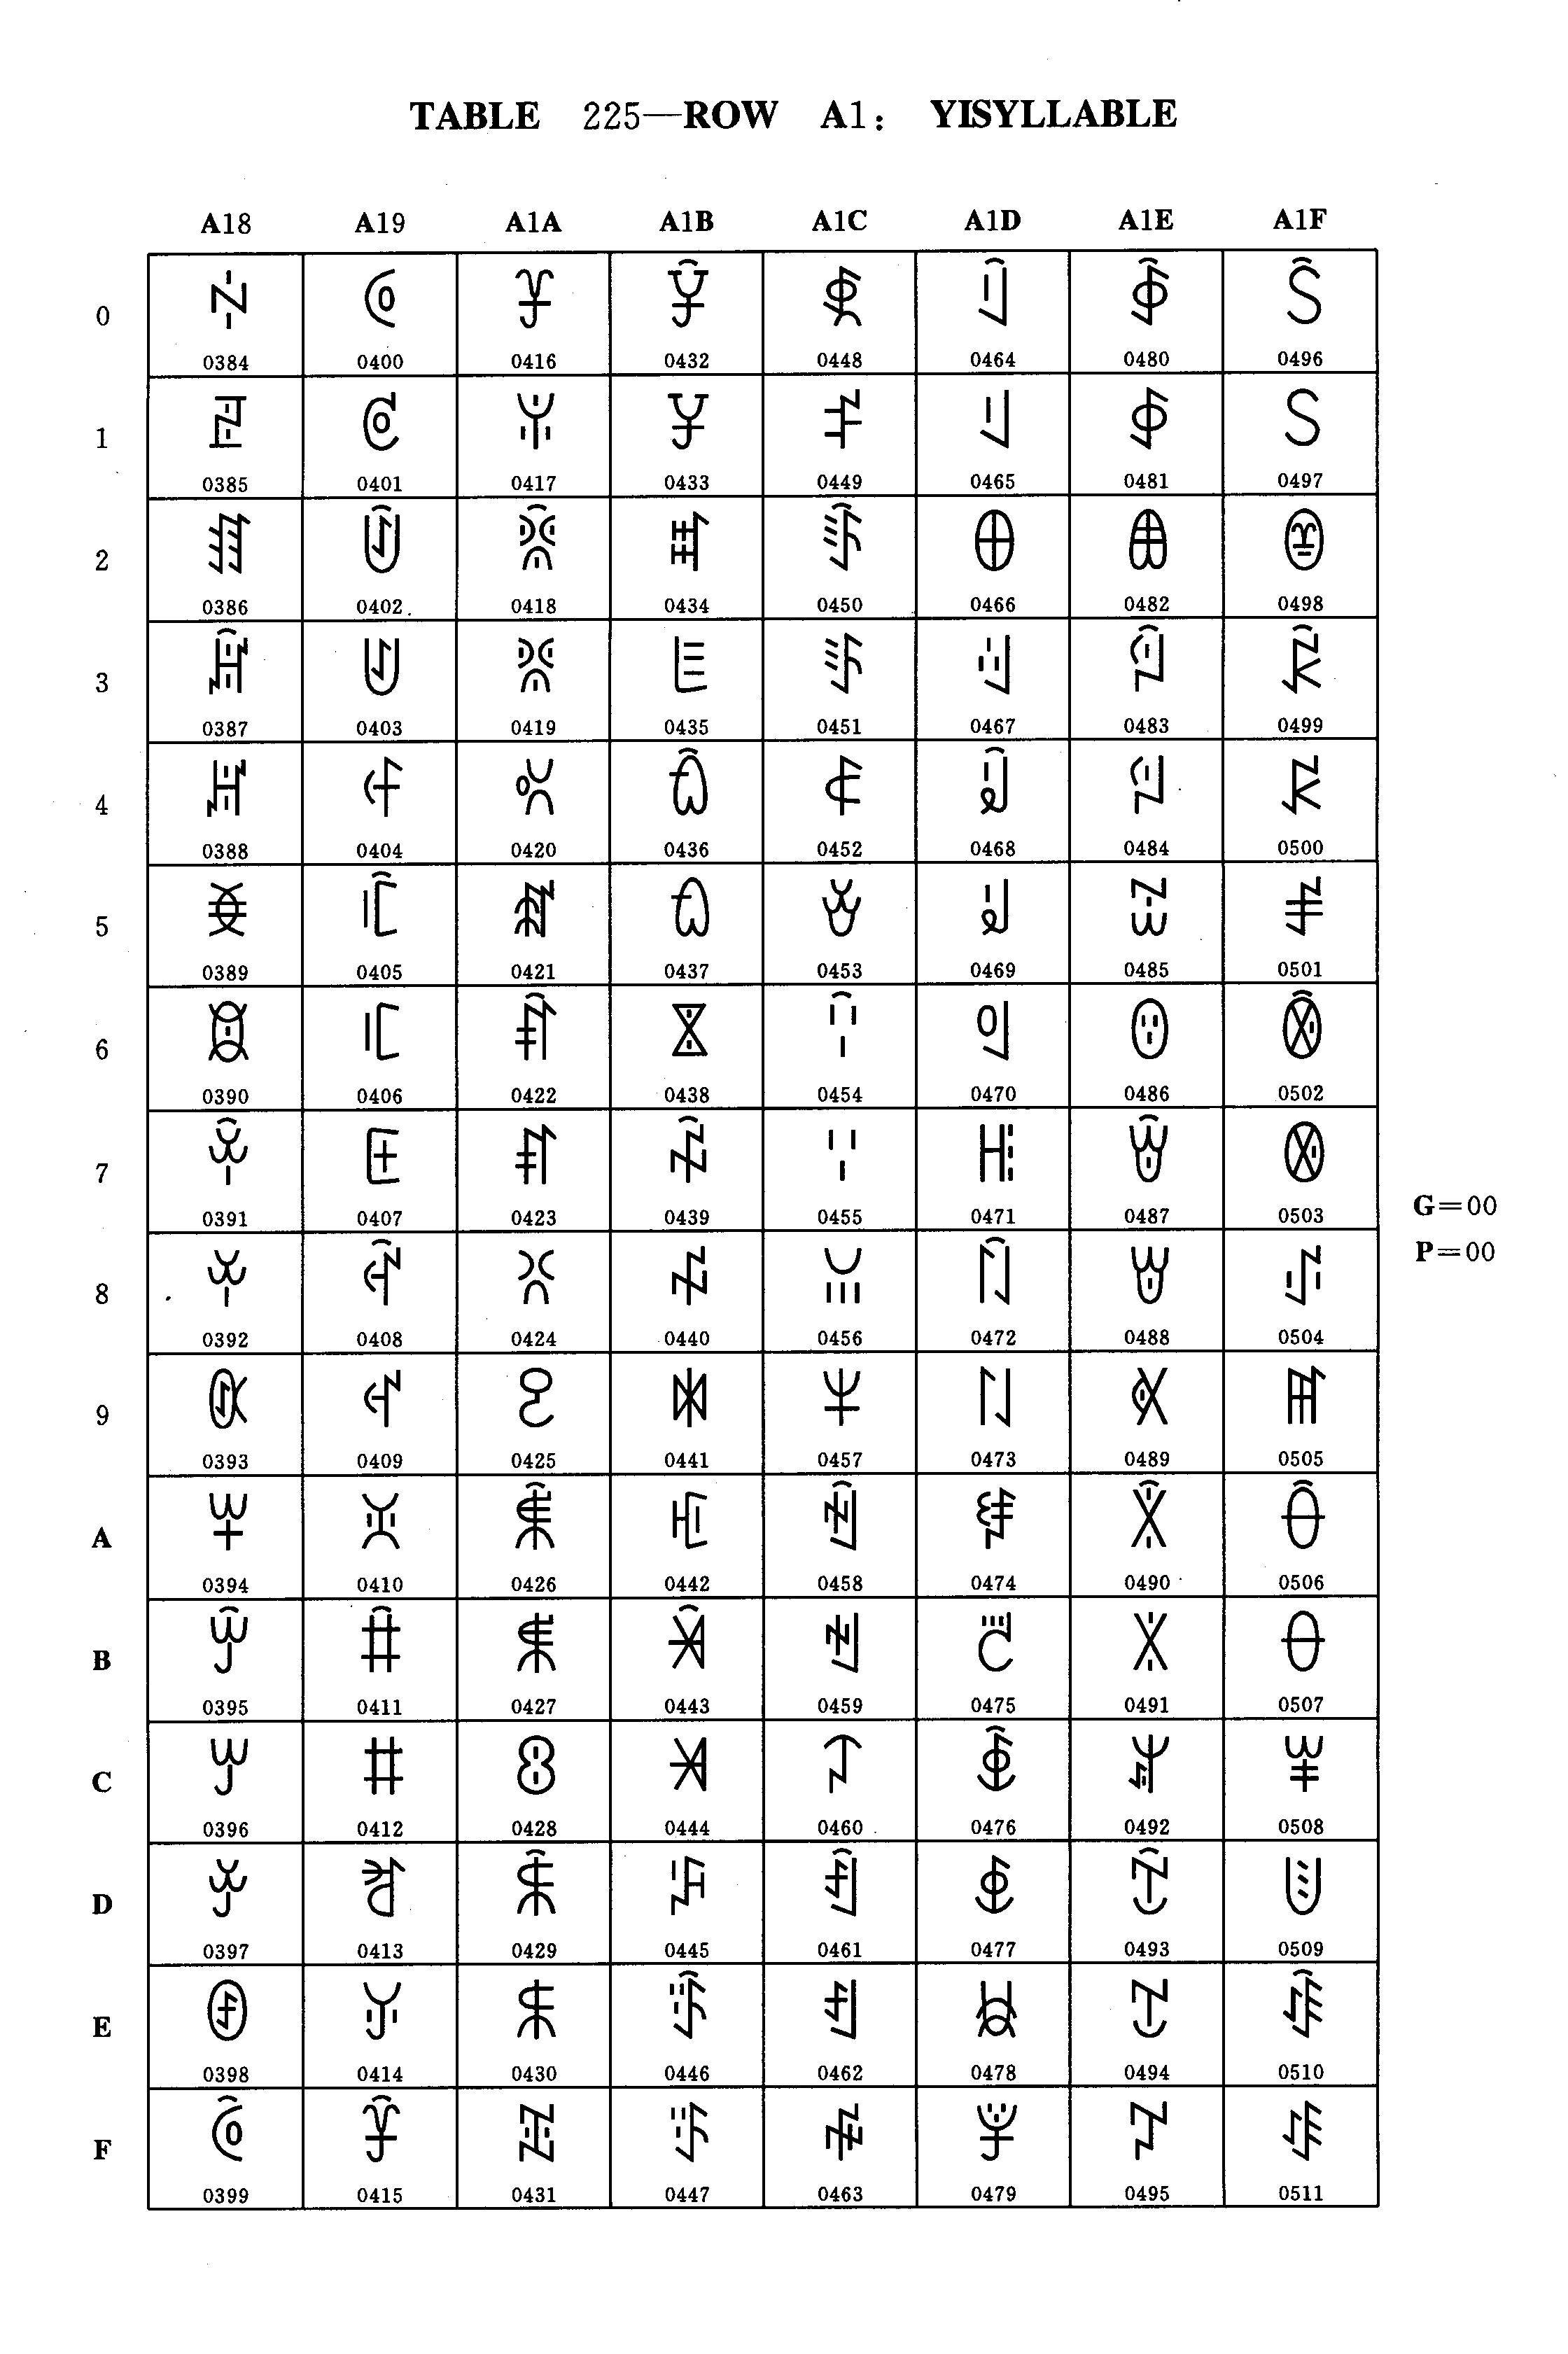 TABLE 225—ROW A1: YISYLLABLE
A18 A19 A1A A1B A1C A1D A1E A1F
0 ꆀ ꆐ ꆠ ꆰ ꇀ ꇐ ꇠ ꇰ
0384 0400 0416 0432 0448 0464 0480 0496
1 ꆁ ꆑ ꆡ ꆱ ꇁ ꇑ ꇡ ꇱ
0385 0401 0417 0433 0449 0465 0481 0497
2 ꆂ ꆒ ꆢ ꆲ ꇂ ꇒ ꇢ ꇲ
0386 0402 0418 0434 0450 0466 0482 0498
3 ꆃ ꆓ ꆣ ꆳ ꇃ ꇓ ꇣ ꇳ
0387 0403 0419 0435 0451 0467 0483 0499
4 ꆄ ꆔ ꆤ ꆴ ꇄ ꇔ ꇤ ꇴ
0388 0404 0420 0436 0452 0468 0484 0500
5 ꆅ ꆕ ꆥ ꆵ ꇅ ꇕ ꇥ ꇵ
0389 0405 0421 0437 0453 0469 0485 0501
6 ꆆ ꆖ ꆦ ꆶ ꇆ ꇖ ꇦ ꇶ
0390 0406 0422 0438 0454 0470 0486 0502
7 ꆇ ꆗ ꆧ ꆷ ꇇ ꇗ ꇧ ꇷ
0391 0407 0423 0439 0455 0471 0487 0503
G=00
P=00
8 ꆈ ꆘ ꆨ ꆸ ꇈ ꇘ ꇨ ꇸ
0392 0408 0424 0440 0456 0472 0488 0504
9 ꆉ ꆙ ꆩ ꆹ ꇉ ꇙ ꇩ ꇹ
0393 0409 0425 0441 0457 0473 0489 0505
A ꆊ ꆚ ꆪ ꆺ ꇊ ꇚ ꇪ ꇺ
0394 0410 0426 0442 0458 0474 0490 0506
B ꆋ ꆛ ꆫ ꆻ ꇋ ꇛ ꇫ ꇻ
0395 0411 0427 0443 0459 0475 0491 0507
C ꆌ ꆜ ꆬ ꆼ ꇌ ꇜ ꇬ ꇼ
0396 0412 0428 0444 0460 0476 0492 0508
D ꆍ ꆝ ꆭ ꆽ ꇍ ꇝ ꇭ ꇽ
0397 0413 0429 0445 0461 0477 0493 0509
E ꆎ ꆞ ꆮ ꆾ ꇎ ꇞ ꇮ ꇾ
0398 0414 0430 0446 0462 0478 0494 0510
F ꆏ ꆟ ꆯ ꆿ ꇏ ꇟ ꇯ ꇿ
0399 0415 0431 0447 0463 0479 0495 0511